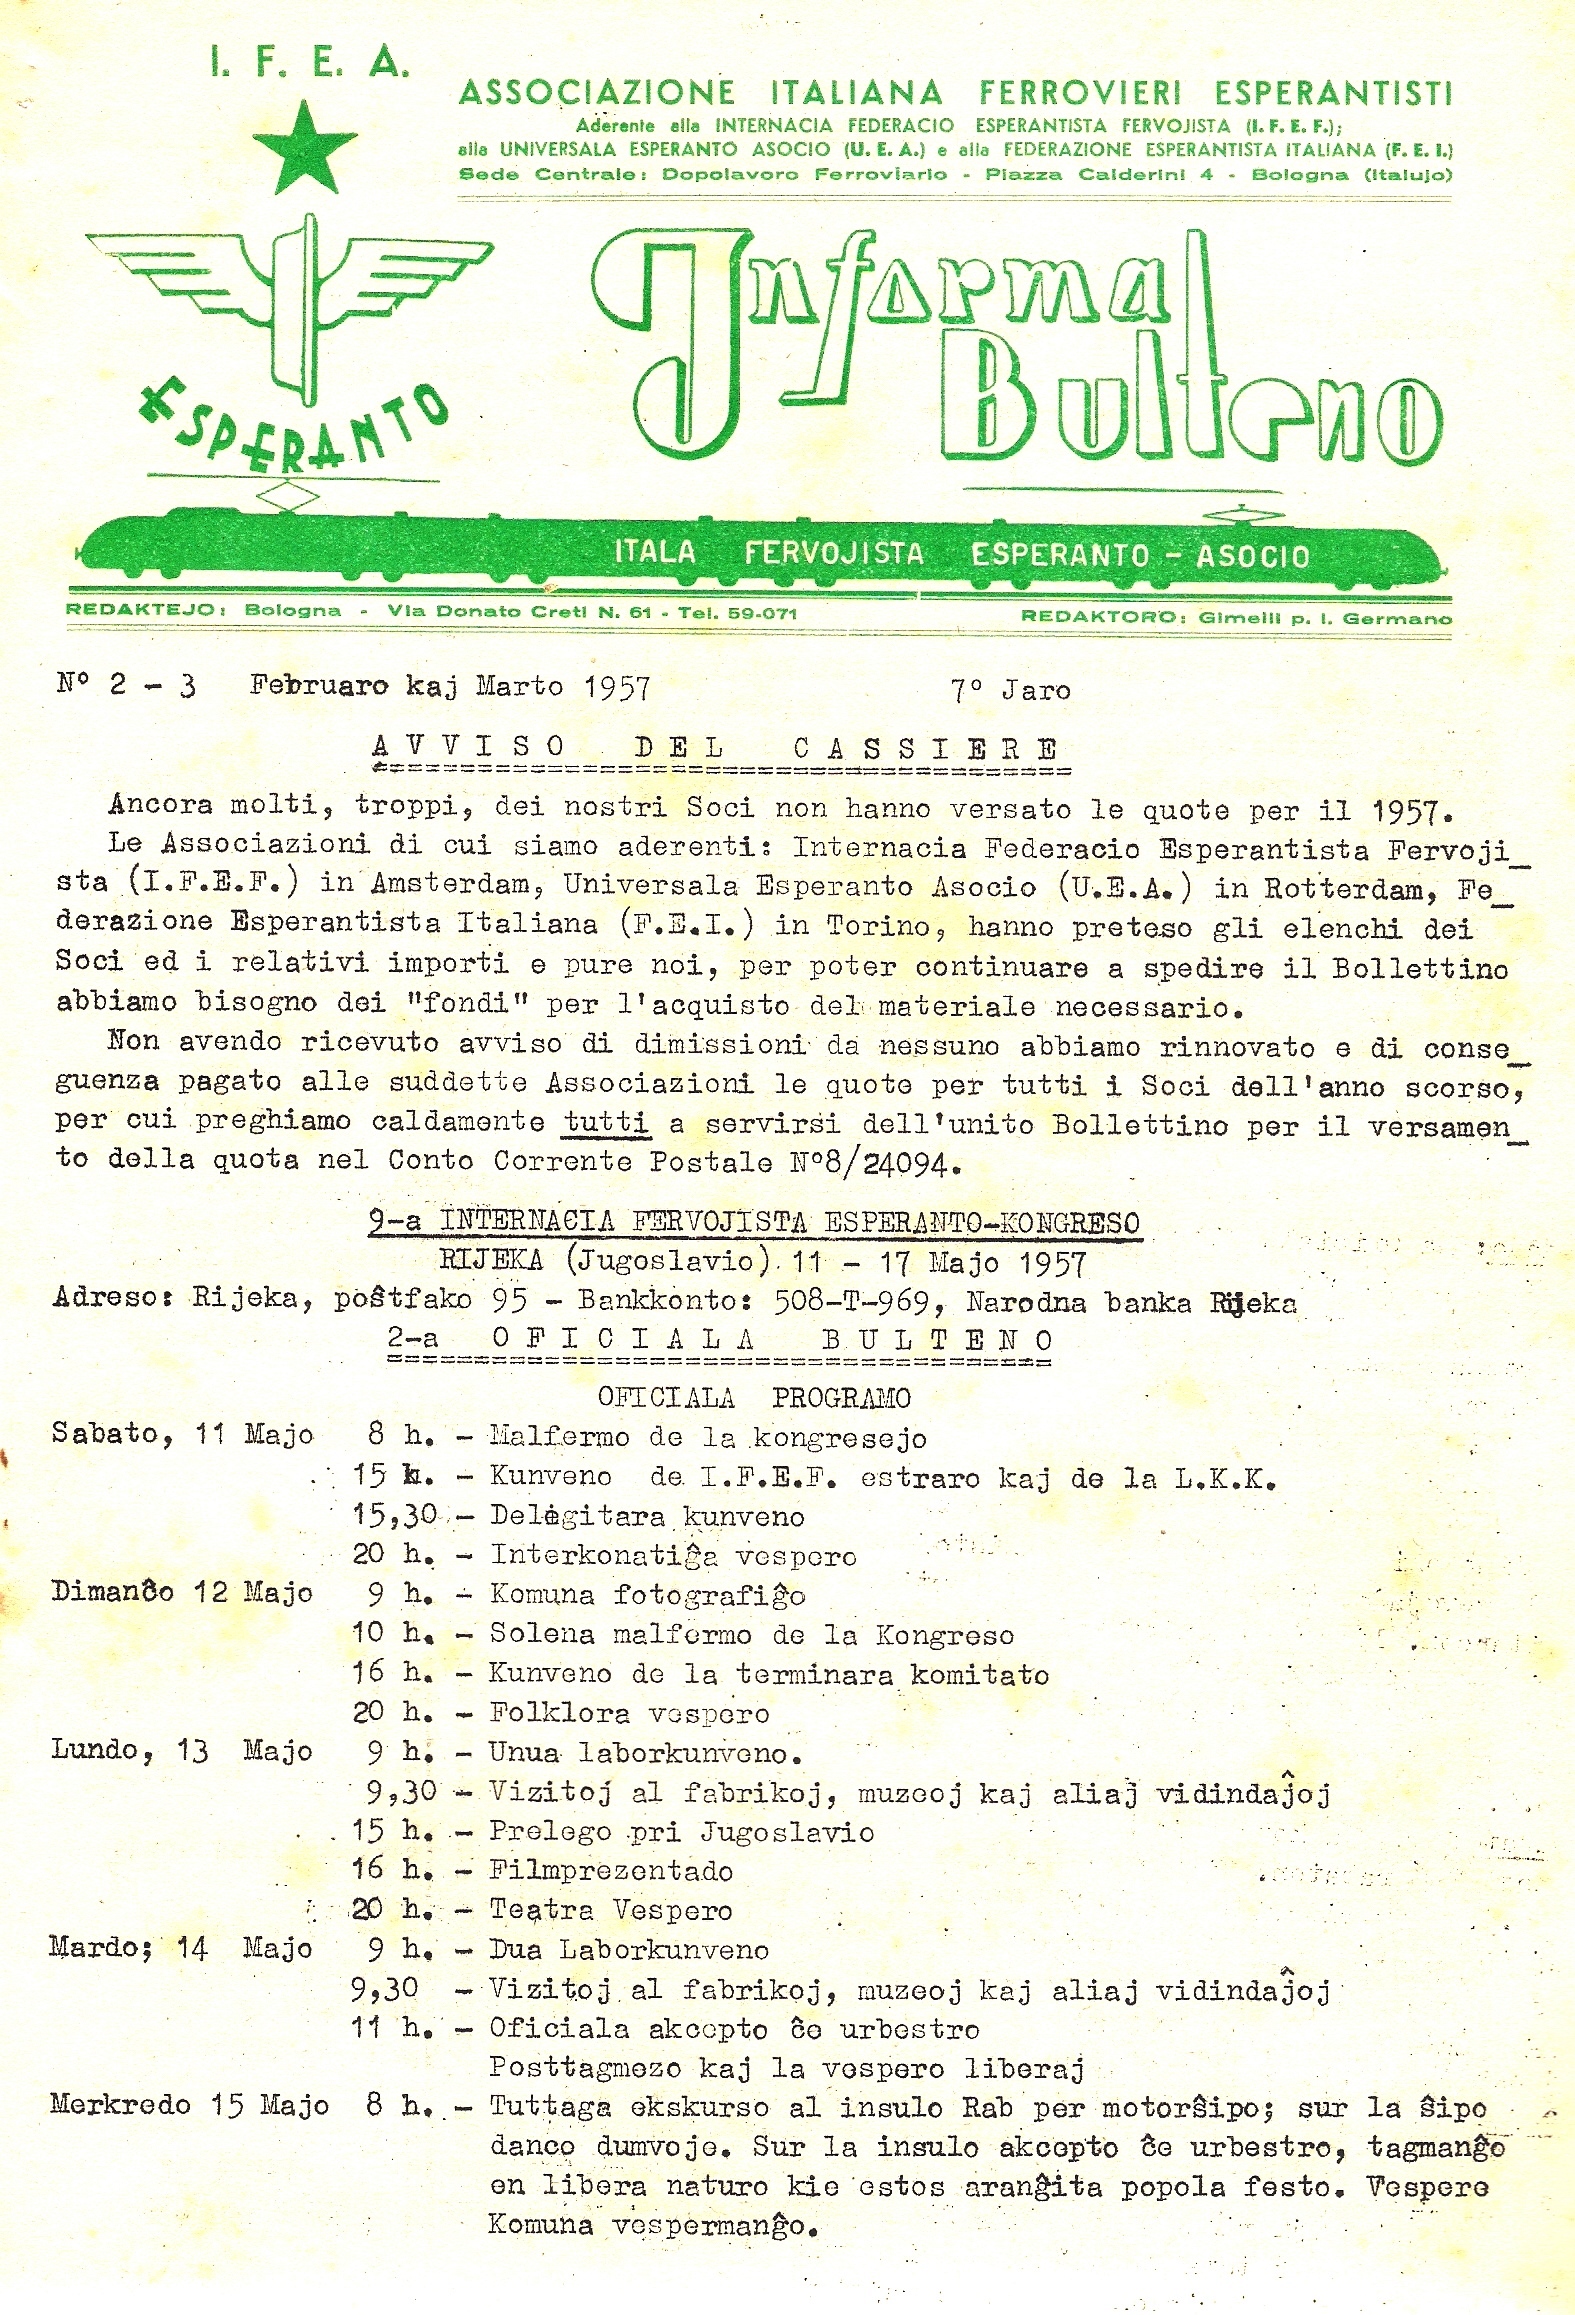 I. F. E. A.
ASSOCIAZIONE ITALIANA FERROVIERI ESPERANTISTI
Aderente alla INTERNACIA FEDERACIO ESPERANTISTA FERVOJISTA (I. F. E. F.);
alla UNIVERSALA ESPERANTO ASOCIO (U. E. A.) e alla FEDERAZIONE ESPERANTISTA ITALIANA (F. E. I.)
Sede Centrale: Dopolavoro Ferroviario - Piazza Calderini 4 - Bologna (Italujo)
Informa
Bulteno
ESPERANTO
ITALA FERVOJISTA ESPERANTO - ASOCIO
REDAKTEJO: Bologna - Via Donato Creti N. 61 - Tel. 59-071 REDAKTORO: Gimelli p. i. Germano
N° 2 - 3 Februaro kaj Marto 1957 7° Jaro
AVVISO DEL CASSIERE
Ancora molti, troppi, dei nostri Soci non hanno versato le quote per il 1957.
Le Associazioni di cui siamo aderenti: Internacia Federacio Esperantista Fervoji_
sta (I.F.E.F.) in Amsterdam, Universala Esperanto Asocio (U.E.A.) in Rotterdam, Fe_
derazione Esperantista Italiana (F.E.I.) in Torino, hanno preteso gli elenchi dei
Soci ed i relativi importi e pure noi, per poter continuare a spedire il Bollettino
abbiamo bisogno dei "fondi" per l'acquisto del materiale necessario.
Non avendo ricevuto avviso di dimissioni da nessuno abbiamo rinnovato e di conse_
guenza pagato alle suddette Associazioni le quote per tutti i Soci dell'anno scorso,
per cui preghiamo caldamente tutti a servirsi dell'unito Bollettino per il versamen_
to della quota nel Conto Corrente Postale N°8/24094.
9-a INTERNACIA FERVOJISTA ESPERANTO-KONGRESO
RIJEKA (Jugoslavio) 11 - 17 Majo 1957
Adreso: Rijeka, poŝtfako 95 - Bankkonto: 508-T-969, Narodna banka Rijeka
2-a OFICIALA BULTENO
OFICIALA PROGRAMO
Sabato, 11 Majo 8 h. - Malfermo de la kongresejo
15 h. - Kunveno de I.F.E.F. estraro kaj de la L.K.K.
15,30 - Delegitara kunveno
20 h. - Interkonatiĝa vespero
Dimanĉo 12 Majo 9 h. - Komuna fotografiĝo
10 h. - Solena malfermo de la Kongreso
16 h. - Kunveno de la terminara komitato
20 h. - Folklora vespero
Lundo, 13 Majo 9 h. - Unua laborkunveno.
9,30 - Vizitoj al fabrikoj, muzeoj kaj aliaj vidindaĵoj
15 h. - Prelego pri Jugoslavio
16 h. - Filmprezentado
20 h. - Teatra Vespero
Mardo; 14 Majo 9 h. - Dua Laborkunveno
9,30 - Vizitoj al fabrikoj, muzeoj kaj aliaj vidindaĵoj
11 h. - Oficiala akcepto ĉe urbestro
Posttagmezo kaj la vespero liberaj
Merkredo 15 Majo 8 h. - Tuttaga ekskurso al insulo Rab per motorŝipo; sur la ŝipo
danco dumvoje. Sur la insulo akcepto ĉe urbestro, tagmanĝo
en libera naturo kie estos aranĝita popola festo. Vespere
Komuna vespermanĝo.